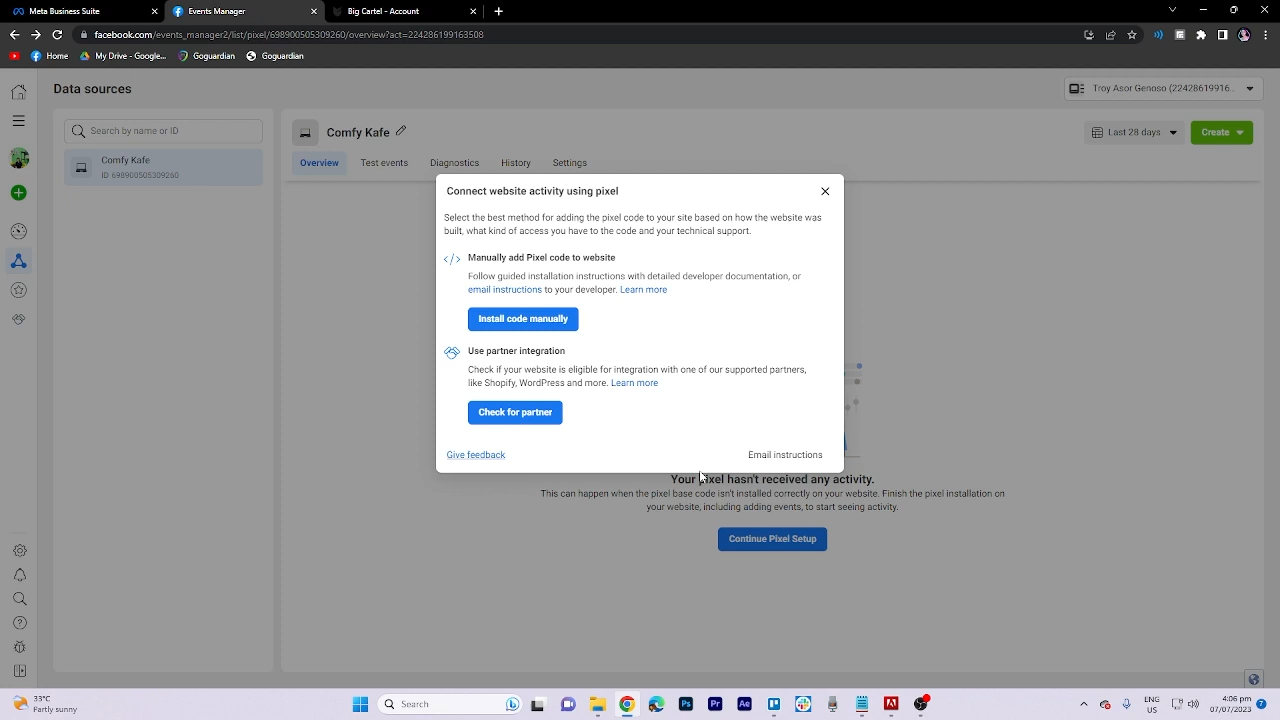 Meta Business Suite
Events Manager
Big Cartel - Account
facebook.com/events_manager2/list/pixel/698900505309260/overview?act=224286199163508
Home
My Drive - Google...
Goguardian
Goguardian
Data sources
Troy Asor Genoso (22428619916...
Search by name or ID
Comfy Kafe
ID 698900505309260
Comfy Kafe
Last 28 days
Create
Overview
Test events
Diagnostics
History
Settings
Connect website activity using pixel
Select the best method for adding the pixel code to your site based on how the website was
built, what kind of access you have to the code and your technical support.
Manually add Pixel code to website
Follow guided installation instructions with detailed developer documentation, or
email instructions to your developer. Learn more
Install code manually
Use partner integration
Check if your website is eligible for integration with one of our supported partners,
like Shopify, WordPress and more. Learn more
Check for partner
Give feedback
Email instructions
Your pixel hasn't received any activity.
This can happen when the pixel base code isn't installed correctly on your website. Finish the pixel installation on
your website, including adding events, to start seeing activity.
Continue Pixel Setup
33°C
Partly sunny
Search
Ps
Pr
Ae
ENG
US
4:06 pm
07/07/2023